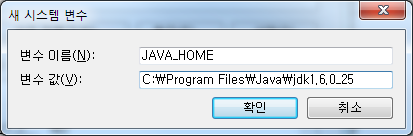 새 시스템 변수
변수 이름(N): JAVA_HOME
변수 값(V): C:₩Program Files₩Java₩jdk1.6.0_25
확인 취소